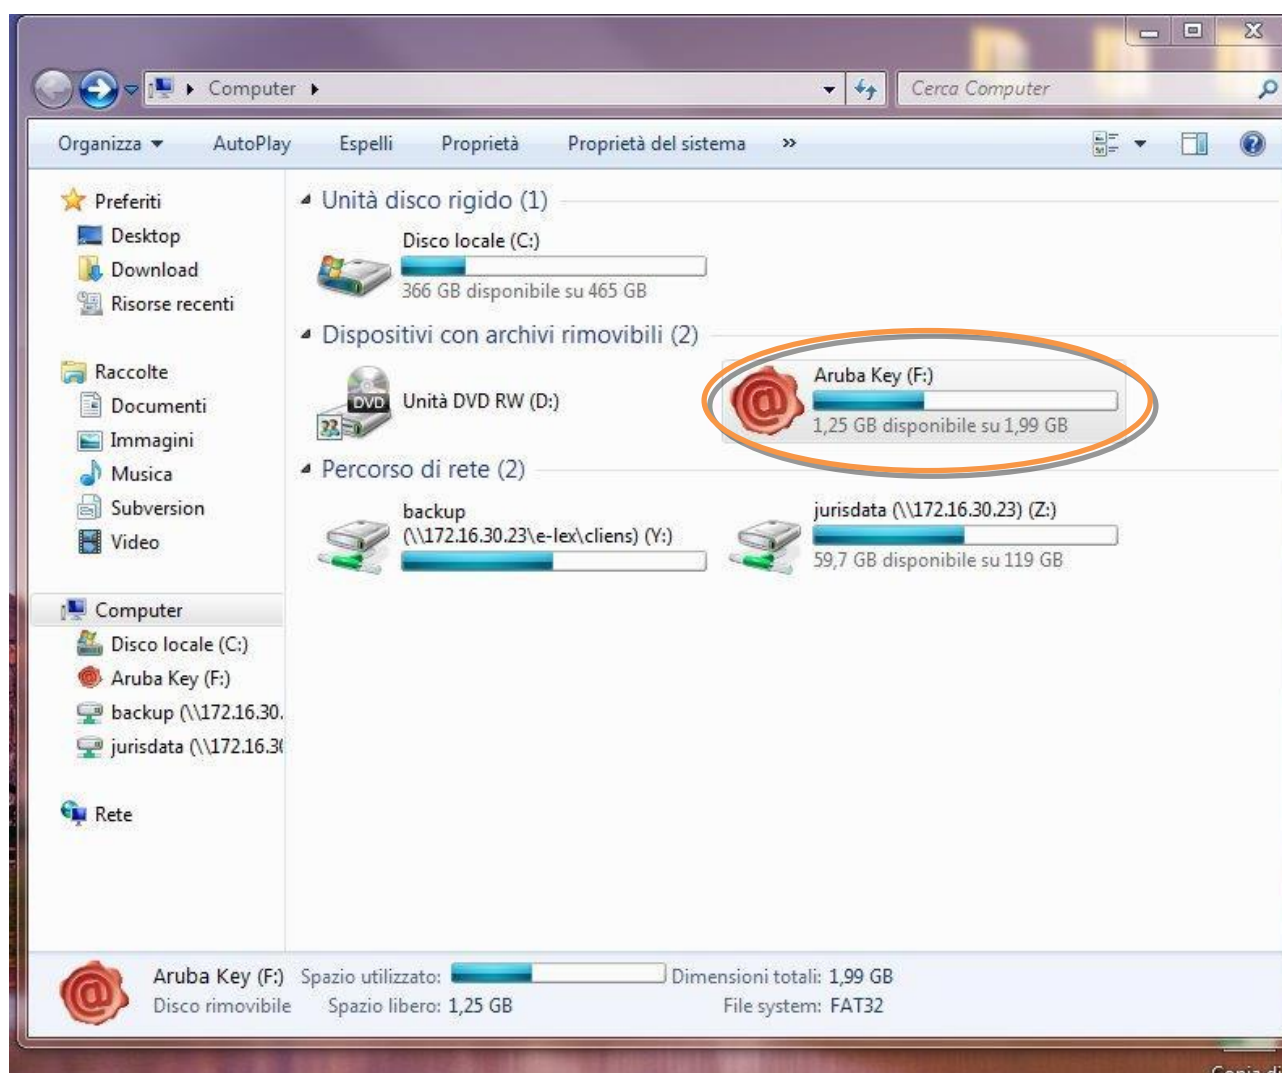 Computer
Cerca Computer
Organizza
AutoPlay
Espelli
Proprietà
Proprietà del sistema
»
Preferiti
Desktop
Download
Risorse recenti
Raccolte
Documenti
Immagini
Musica
Subversion
Video
Computer
Disco locale (C:)
Aruba Key (F:)
backup (\\172.16.30.
jurisdata (\\172.16.3
Rete
Unità disco rigido (1)
Disco locale (C:)
366 GB disponibile su 465 GB
Dispositivi con archivi rimovibili (2)
DVD
Unità DVD RW (D:)
Aruba Key (F:)
1,25 GB disponibile su 1,99 GB
Percorso di rete (2)
backup
(\\172.16.30.23\e-lex\cliens) (Y:)
jurisdata (\\172.16.30.23) (Z:)
59,7 GB disponibile su 119 GB
Aruba Key (F:) Spazio utilizzato: Dimensioni totali: 1,99 GB
Disco rimovibile Spazio libero: 1,25 GB File system: FAT32